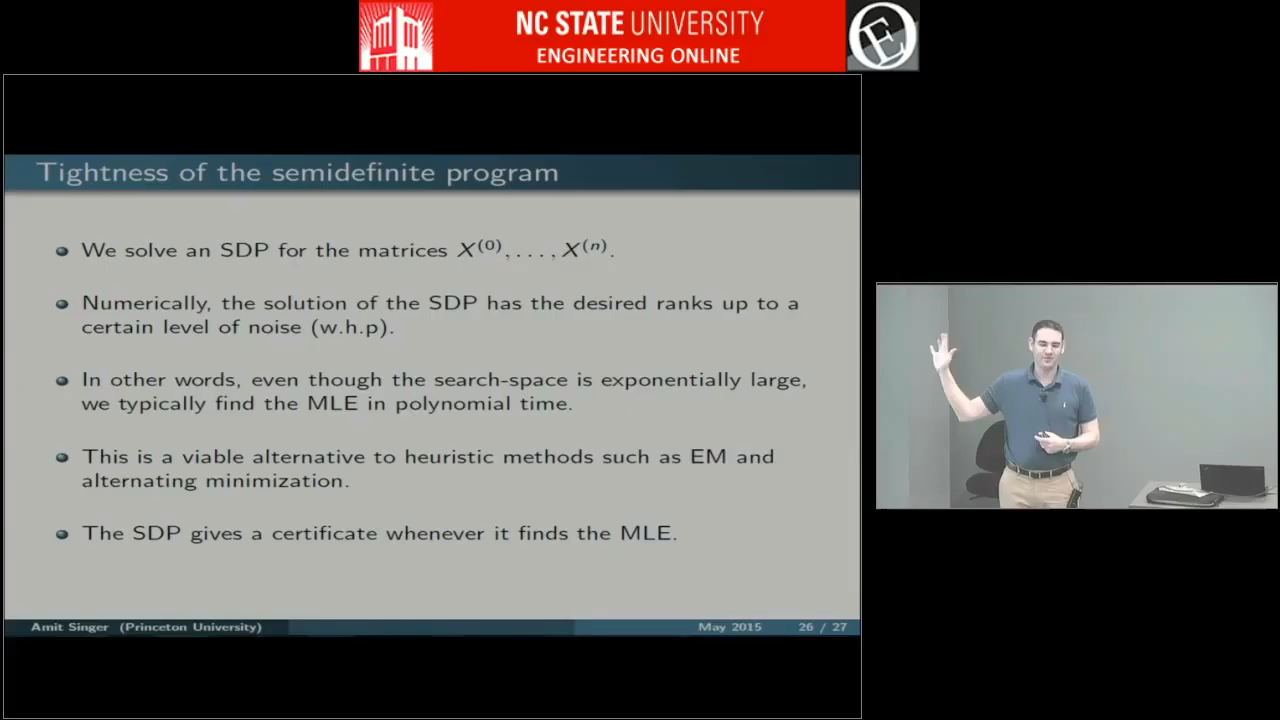 NC STATE UNIVERSITY
ENGINEERING ONLINE
Tightness of the semidefinite program
We solve an SDP for the matrices X^(0), . . . , X^(n).
Numerically, the solution of the SDP has the desired ranks up to a
certain level of noise (w.h.p).
In other words, even though the search-space is exponentially large,
we typically find the MLE in polynomial time.
This is a viable alternative to heuristic methods such as EM and
alternating minimization.
The SDP gives a certificate whenever it finds the MLE.
Amit Singer (Princeton University) May 2015 26 / 27